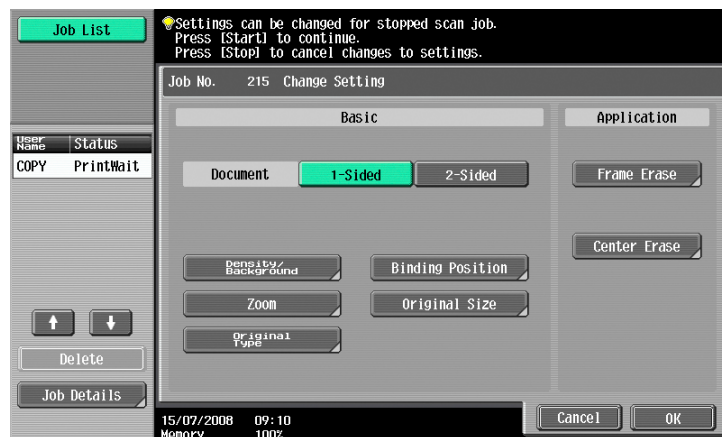 Job List
Settings can be changed for stopped scan job.
Press [Start] to continue.
Press [Stop] to cancel changes to settings.
Job No. 215 Change Setting
Basic
Application
User Name Status
COPY PrintWait
Document 1-Sided 2-Sided
Frame Erase
Center Erase
Density/
Background
Binding Position
Zoom
Original Size
Original
Type
Delete
Job Details
15/07/2008 09:10
Memory 100%
Cancel OK